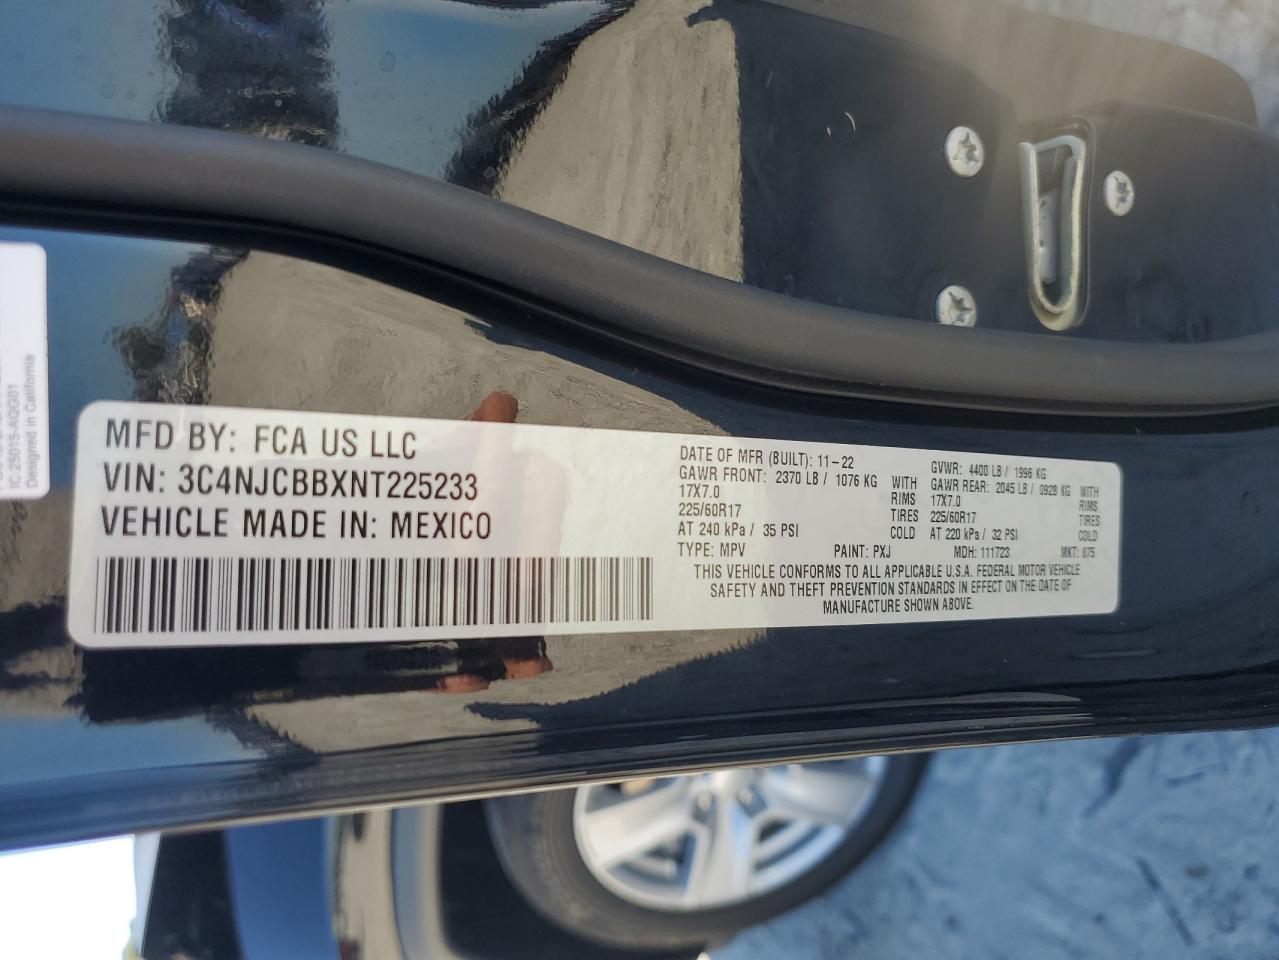 IC 25015-AQG01
Designed in California
MFD BY: FCA US LLC
VIN: 3C4NJCBBXNT225233
VEHICLE MADE IN: MEXICO
DATE OF MFR (BUILT): 11-22 GVWR: 4400 LB / 1996 KG
GAWR FRONT: 2370 LB / 1076 KG WITH GAWR REAR: 2045 LB / 0928 KG WITH
17X7.0 RIMS 17X7.0 RIMS
225/60R17 TIRES 225/60R17 TIRES
AT 240 kPa / 35 PSI COLD AT 220 kPa / 32 PSI COLD
TYPE: MPV PAINT: PXJ MDH: 111723 MKT: 875
THIS VEHICLE CONFORMS TO ALL APPLICABLE U.S.A. FEDERAL MOTOR VEHICLE
SAFETY AND THEFT PREVENTION STANDARDS IN EFFECT ON THE DATE OF
MANUFACTURE SHOWN ABOVE.